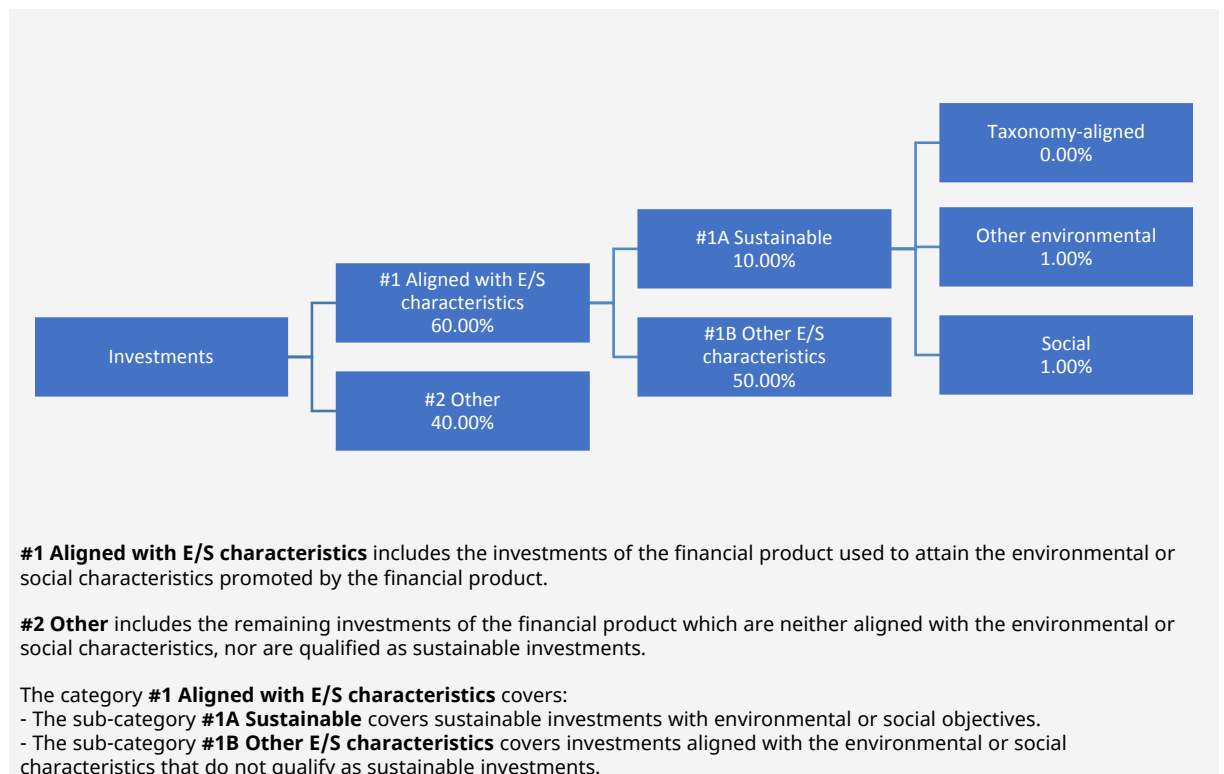 Taxonomy-aligned
0.00%
#1A Sustainable
10.00%
Other environmental
1.00%
#1 Aligned with E/S
characteristics
60.00%
Investments
#1B Other E/S
characteristics
50.00%
Social
1.00%
#2 Other
40.00%
#1 Aligned with E/S characteristics includes the investments of the financial product used to attain the environmental or
social characteristics promoted by the financial product.
#2 Other includes the remaining investments of the financial product which are neither aligned with the environmental or
social characteristics, nor are qualified as sustainable investments.
The category #1 Aligned with E/S characteristics covers:
- The sub-category #1A Sustainable covers sustainable investments with environmental or social objectives.
- The sub-category #1B Other E/S characteristics covers investments aligned with the environmental or social
characteristics that do not qualify as sustainable investments.